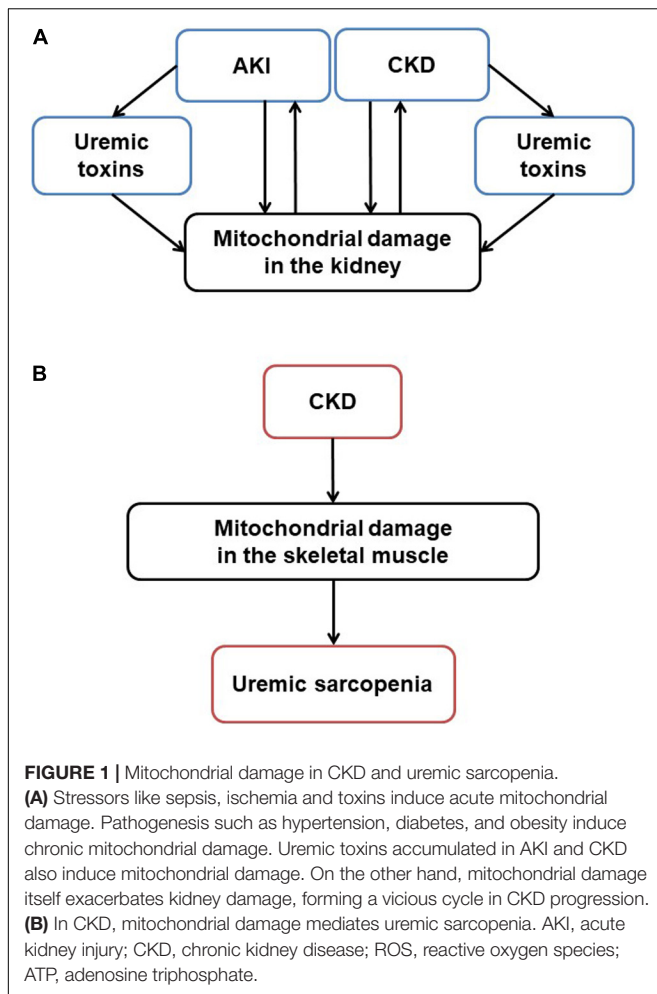 A
AKI
CKD
Uremic
toxins
Uremic
toxins
Mitochondrial damage
in the kidney
B
CKD
Mitochondrial damage
in the skeletal muscle
Uremic sarcopenia
FIGURE 1 | Mitochondrial damage in CKD and uremic sarcopenia.
(A) Stressors like sepsis, ischemia and toxins induce acute mitochondrial
damage. Pathogenesis such as hypertension, diabetes, and obesity induce
chronic mitochondrial damage. Uremic toxins accumulated in AKI and CKD
also induce mitochondrial damage. On the other hand, mitochondrial damage
itself exacerbates kidney damage, forming a vicious cycle in CKD progression.
(B) In CKD, mitochondrial damage mediates uremic sarcopenia. AKI, acute
kidney injury; CKD, chronic kidney disease; ROS, reactive oxygen species;
ATP, adenosine triphosphate.